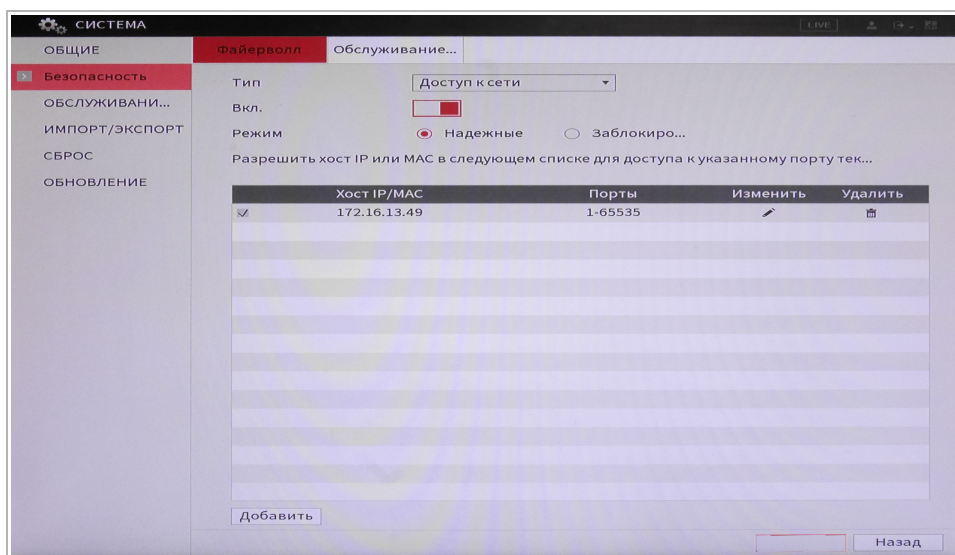 СИСТЕМА
LIVE
ОБЩИЕ
Файерволл
Обслуживание...
Безопасность
Тип
Доступ к сети
ОБСЛУЖИВАНИ...
Вкл.
ИМПОРТ/ЭКСПОРТ
Режим
Надежные
Заблокиро...
СБРОС
Разрешить хост IP или MAC в следующем списке для доступа к указанному порту тек...
ОБНОВЛЕНИЕ
Хост IP/MAC Порты Изменить Удалить
172.16.13.49 1-65535
Добавить
Назад